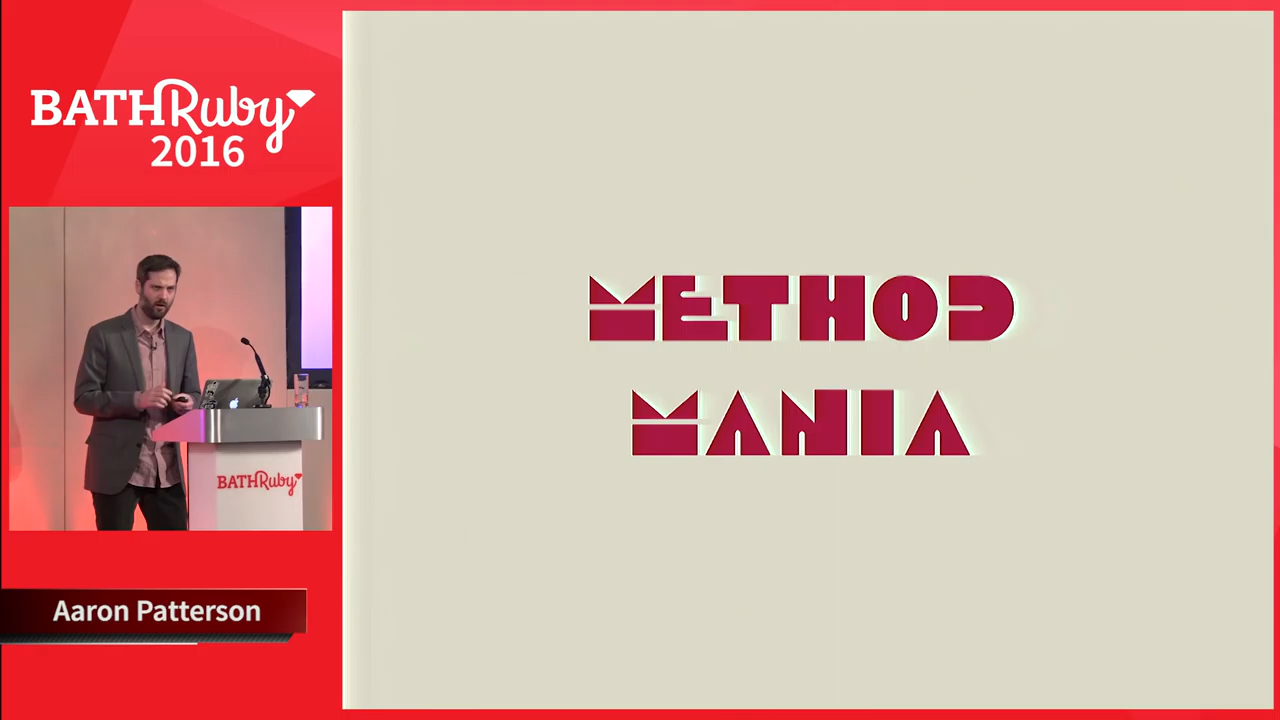 BATHRuby
2016
METHOD
MANIA
BATHRuby
Aaron Patterson